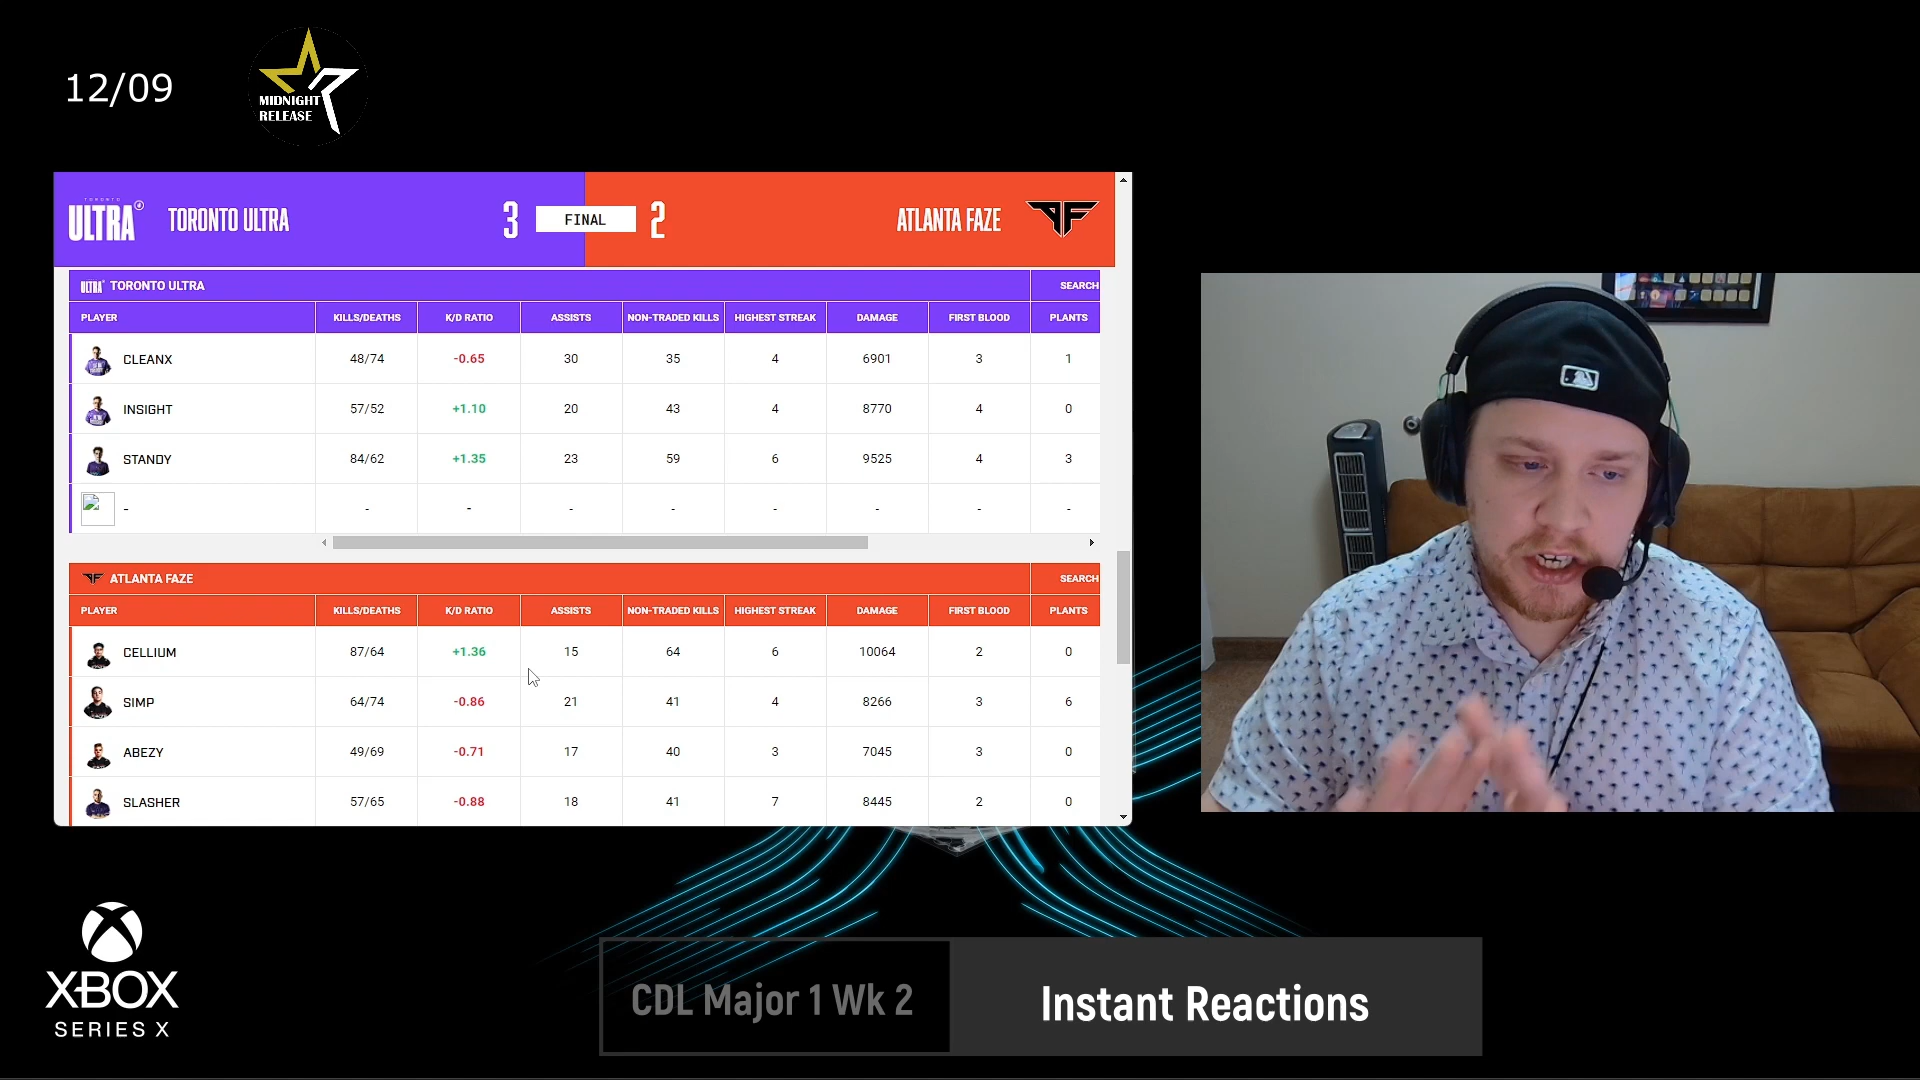 12/09
MIDNIGHT
RELEASE
TORONTO
ULTRA
TORONTO ULTRA
3
FINAL
2
ATLANTA FAZE
ULTRA TORONTO ULTRA SEARCH
PLAYER KILLS/DEATHS K/D RATIO ASSISTS NON-TRADED KILLS HIGHEST STREAK DAMAGE FIRST BLOOD PLANTS
CLEANX 48/74 -0.65 30 35 4 6901 3 1
INSIGHT 57/52 +1.10 20 43 4 8770 4 0
STANDY 84/62 +1.35 23 59 6 9525 4 3
- - - - - - - - -
ATLANTA FAZE SEARCH
PLAYER KILLS/DEATHS K/D RATIO ASSISTS NON-TRADED KILLS HIGHEST STREAK DAMAGE FIRST BLOOD PLANTS
CELLIUM 87/64 +1.36 15 64 6 10064 2 0
SIMP 64/74 -0.86 21 41 4 8266 3 6
ABEZY 49/69 -0.71 17 40 3 7045 3 0
SLASHER 57/65 -0.88 18 41 7 8445 2 0
XBOX
SERIES X
CDL Major 1 Wk 2
Instant Reactions